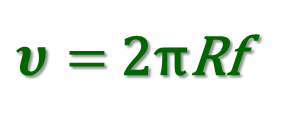 υ = 2πRf